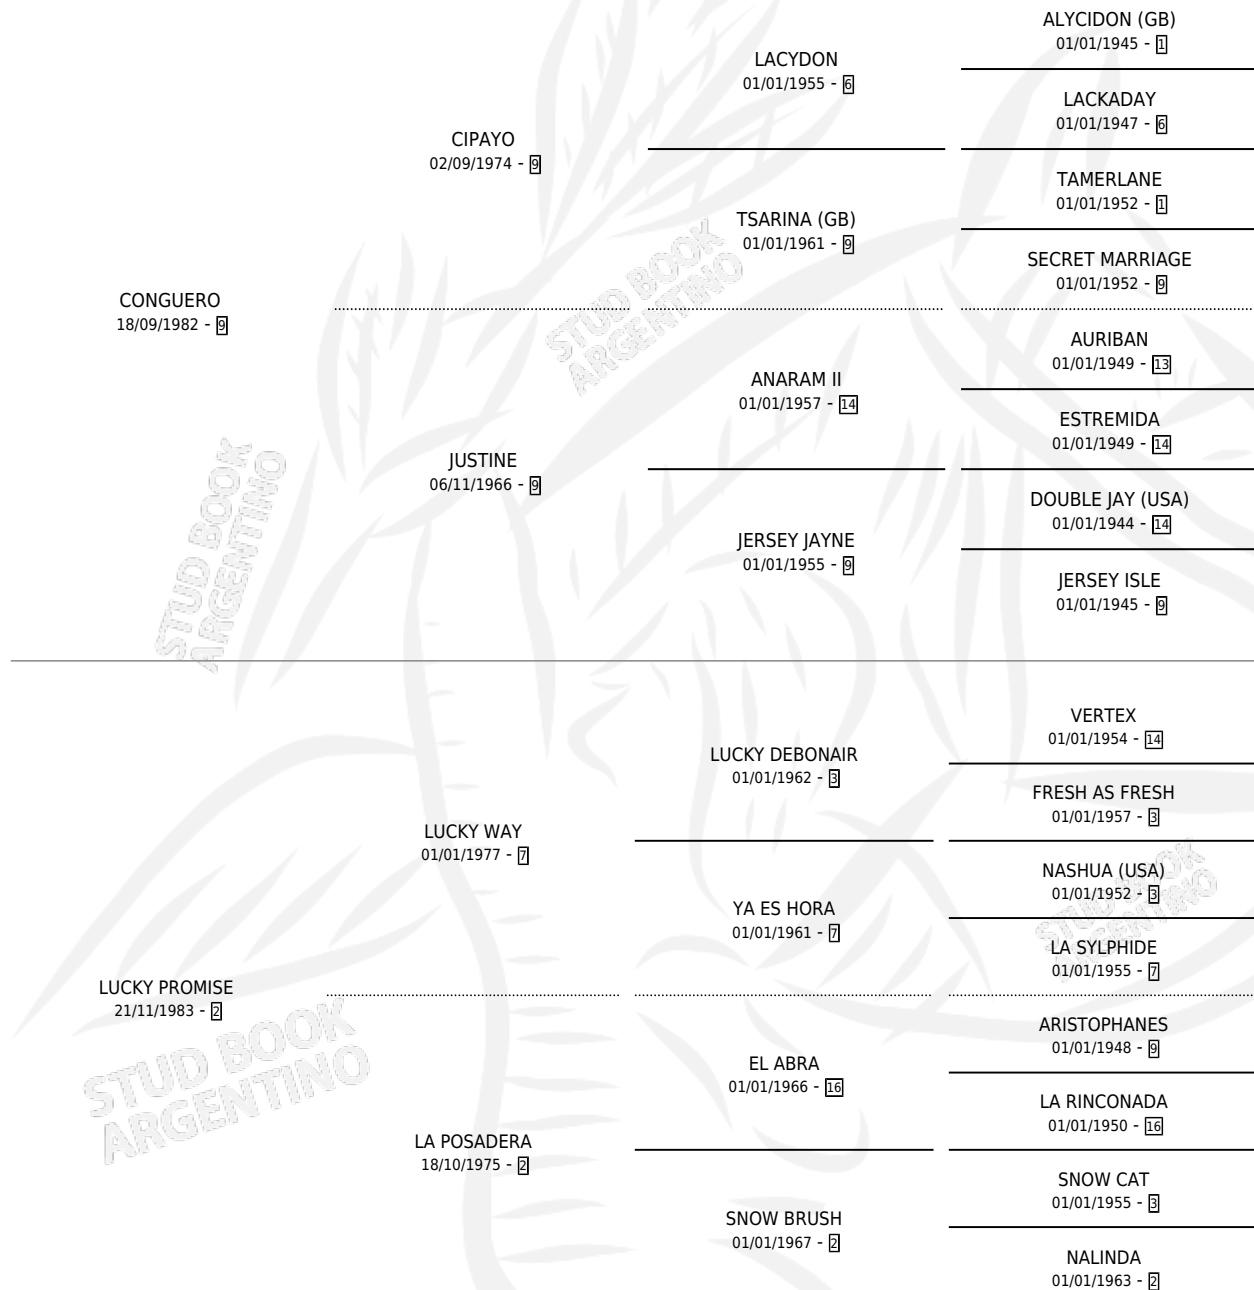 ALYCIDON (GB)
01/01/1945 - 1
LACYDON
01/01/1955 - 6
LACKADAY
01/01/1947 - 6
CIPAYO
02/09/1974 - 9
TAMERLANE
01/01/1952 - 1
TSARINA (GB)
01/01/1961 - 9
SECRET MARRIAGE
01/01/1952 - 9
CONGUERO
18/09/1982 - 9
STUD BOOK
ARGENTINO
AURIBAN
01/01/1949 - 13
ANARAM II
01/01/1957 - 14
ESTREMIDA
01/01/1949 - 14
JUSTINE
06/11/1966 - 9
DOUBLE JAY (USA)
01/01/1944 - 14
JERSEY JAYNE
01/01/1955 - 9
JERSEY ISLE
01/01/1945 - 9
STUD BOOK
ARGENTINO
VERTEX
01/01/1954 - 14
LUCKY DEBONAIR
01/01/1962 - 3
FRESH AS FRESH
01/01/1957 - 3
LUCKY WAY
01/01/1977 - 7
NASHUA (USA)
01/01/1952 - 3
YA ES HORA
01/01/1961 - 7
STUD BOOK
ARGENTINO
LA SYLPHIDE
01/01/1955 - 7
LUCKY PROMISE
21/11/1983 - 2
ARISTOPHANES
01/01/1948 - 9
STUD BOOK
ARGENTINO
EL ABRA
01/01/1966 - 16
LA RINCONADA
01/01/1950 - 16
LA POSADERA
18/10/1975 - 2
SNOW CAT
01/01/1955 - 3
SNOW BRUSH
01/01/1967 - 2
NALINDA
01/01/1963 - 2